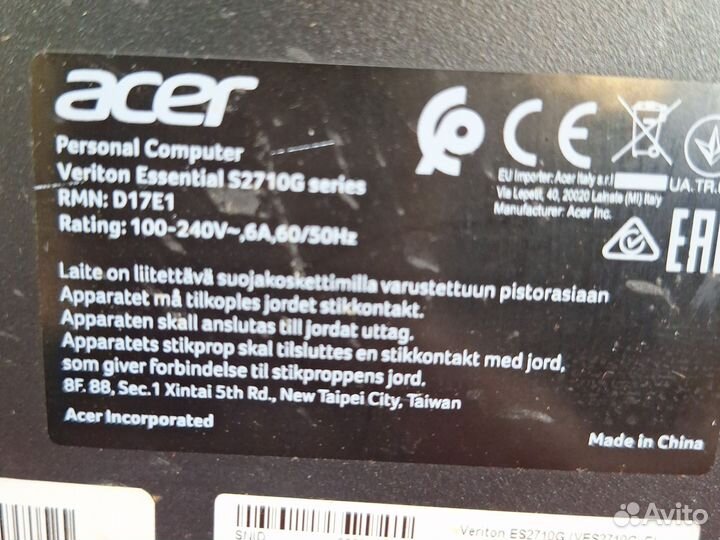 acer
Personal Computer
Veriton Essential S2710G series
RMN: D17E1
Rating: 100-240V~,6A,60/50Hz
CE
EU Importer: Acer Italy s.r.l
Via Lepetit, 40, 20020 Lainate (MI) Italy
Manufacturer: Acer Inc.
UA.TR
EAC
Laite on liitettävä suojakoskettimilla varustettuun pistorasiaan
Apparatet må tilkoples jordet stikkontakt.
Apparaten skall anslutas till jordat uttag.
Apparatets stikprop skal tilsluttes en stikkontakt med jord,
som giver forbindelse til stikproppens jord.
8F, 88, Sec.1 Xintai 5th Rd., New Taipei City, Taiwan
Acer Incorporated
Made in China
SNID
Veriton ES2710G
Avito